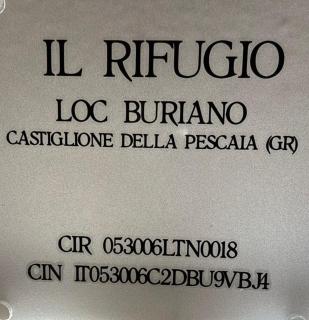 IL RIFUGIO
LOC BURIANO
CASTIGLIONE DELLA PESCAIA (GR)
CIR 053006LTN0018
CIN IT053006C2DBU9VBJ4